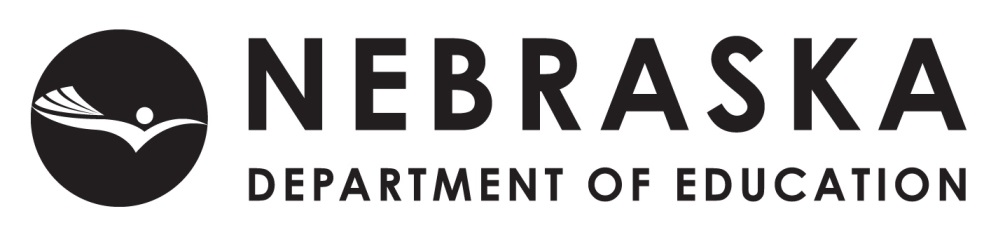 NEBRASKA
DEPARTMENT OF EDUCATION